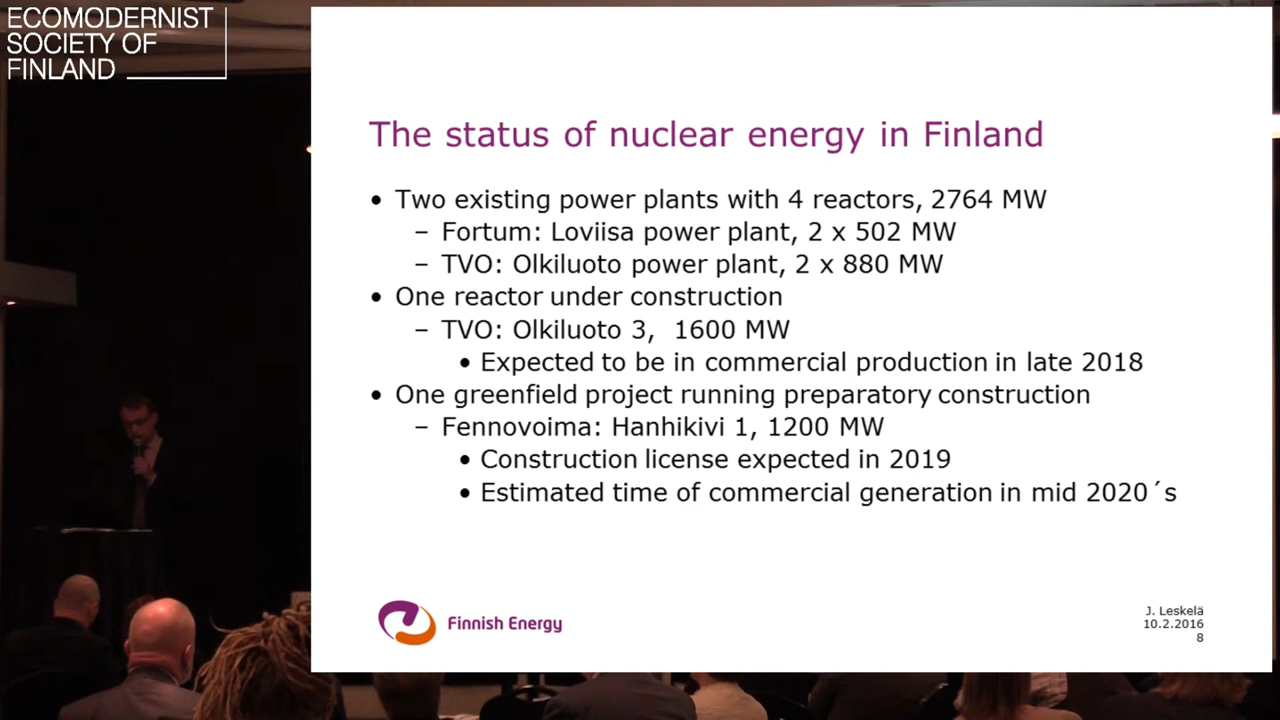 ECOMODERNIST
SOCIETY OF
FINLAND
The status of nuclear energy in Finland
• Two existing power plants with 4 reactors, 2764 MW
– Fortum: Loviisa power plant, 2 x 502 MW
– TVO: Olkiluoto power plant, 2 x 880 MW
• One reactor under construction
– TVO: Olkiluoto 3, 1600 MW
• Expected to be in commercial production in late 2018
• One greenfield project running preparatory construction
– Fennovoima: Hanhikivi 1, 1200 MW
• Construction license expected in 2019
• Estimated time of commercial generation in mid 2020´s
Finnish Energy
J. Leskelä
10.2.2016
8